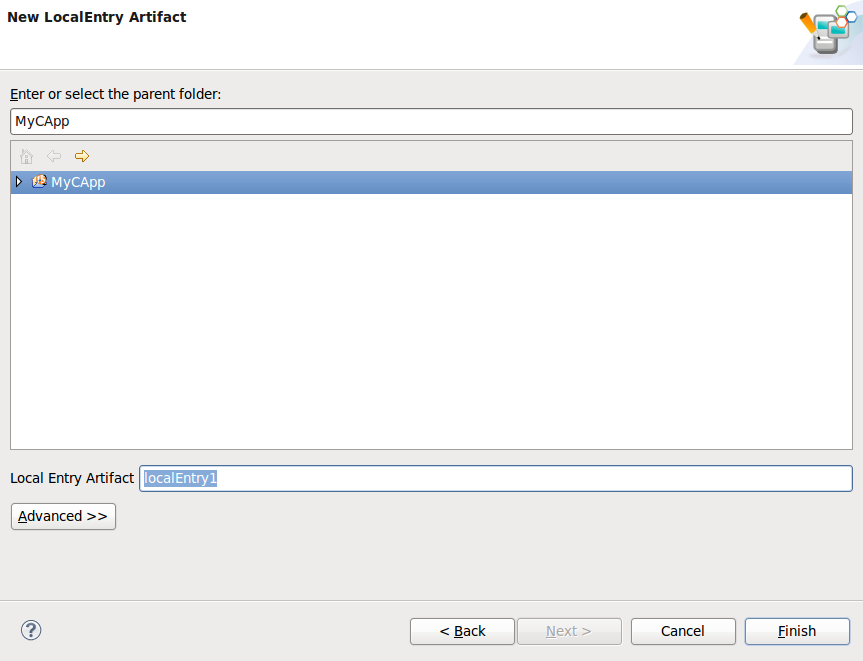 New LocalEntry Artifact
Enter or select the parent folder:
MyCApp
MyCApp
Local Entry Artifact localEntry1
Advanced >>
? < Back Next > Cancel Finish